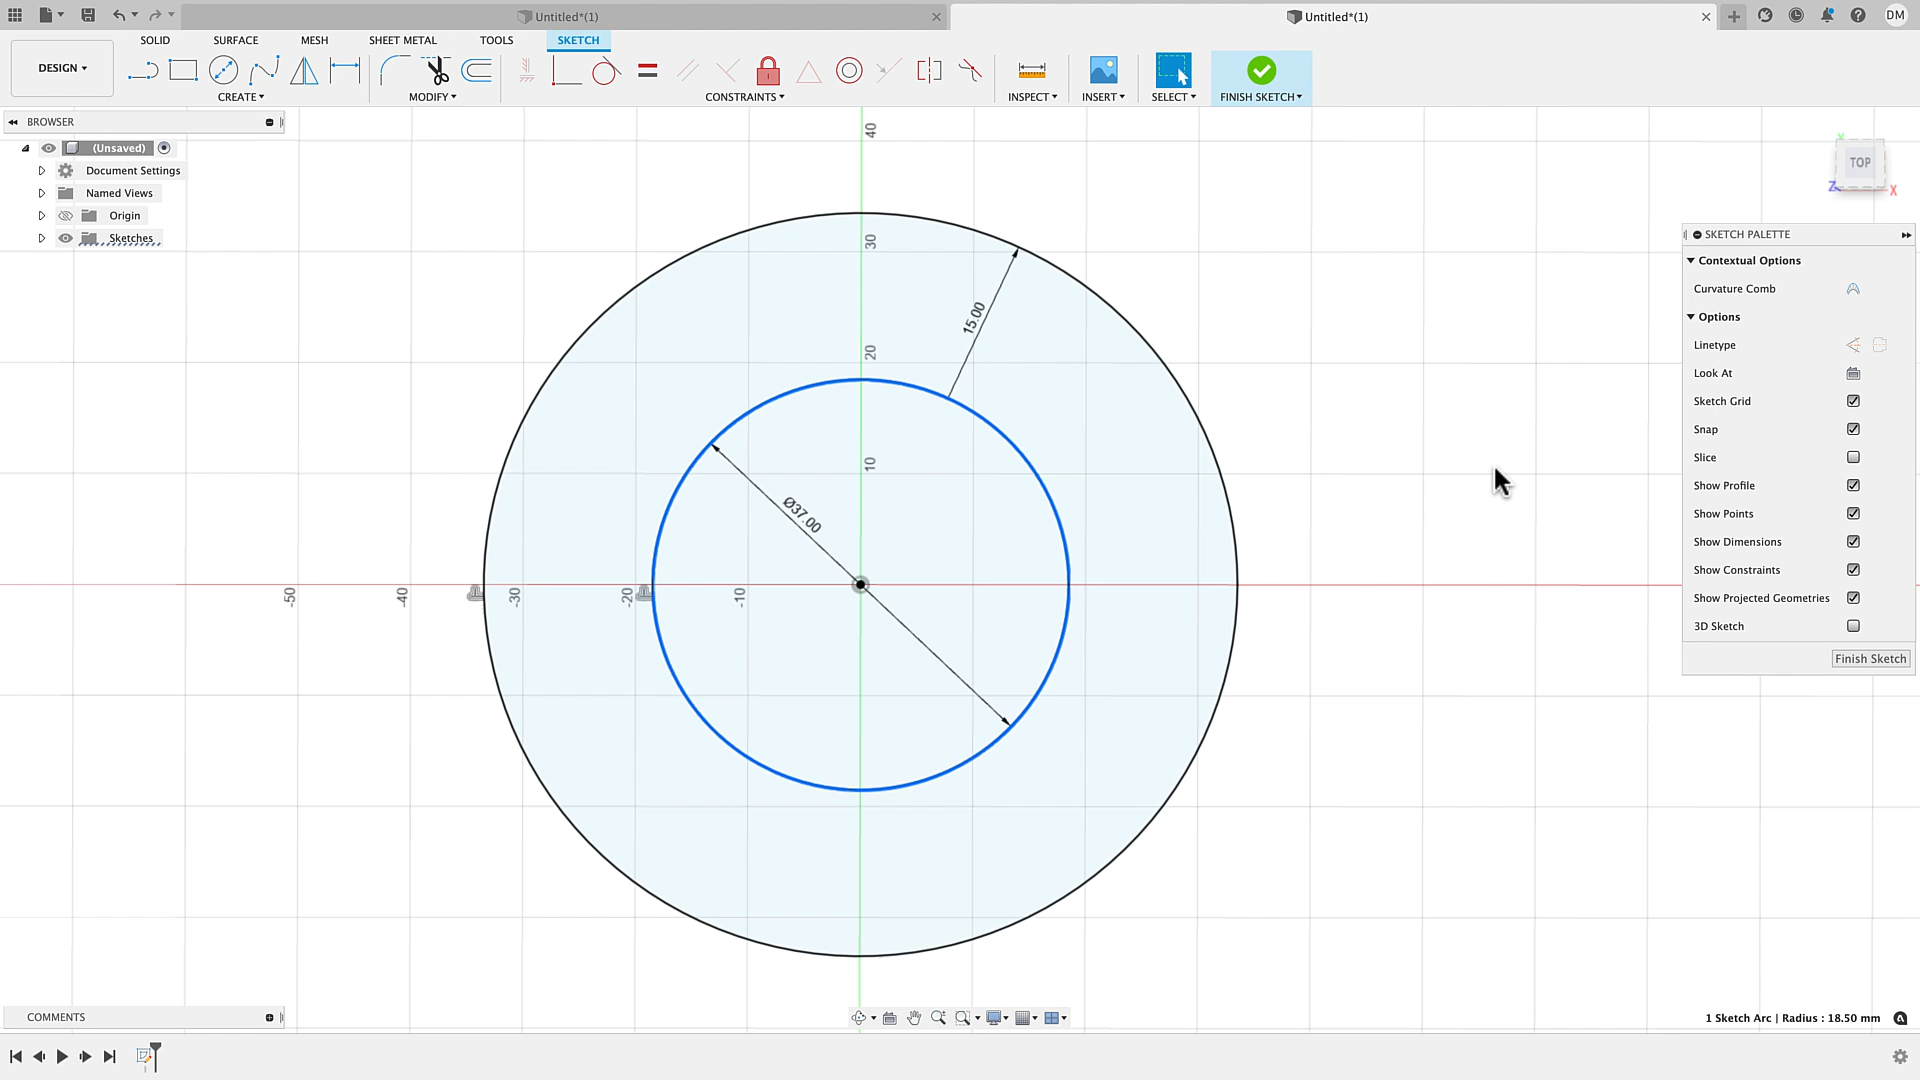 Untitled*(1)
Untitled*(1)
DM
DESIGN
SOLID
SURFACE
MESH
SHEET METAL
TOOLS
SKETCH
CREATE
MODIFY
CONSTRAINTS
INSPECT
INSERT
SELECT
FINISH SKETCH
BROWSER
(Unsaved)
Document Settings
Named Views
Origin
Sketches
40
30
20
10
15.00
Ø37.00
-50
-40
-30
-20
-10
Y
TOP
Z
X
SKETCH PALETTE
Contextual Options
Curvature Comb
Options
Linetype
Look At
Sketch Grid
Snap
Slice
Show Profile
Show Points
Show Dimensions
Show Constraints
Show Projected Geometries
3D Sketch
Finish Sketch
COMMENTS
1 Sketch Arc | Radius : 18.50 mm